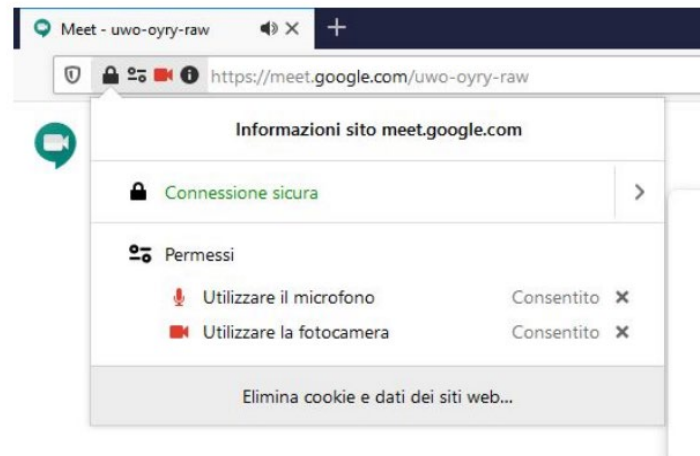 Meet - uwo-oyry-raw
https://meet.google.com/uwo-oyry-raw
Informazioni sito meet.google.com
Connessione sicura
Permessi
Utilizzare il microfono Consentito
Utilizzare la fotocamera Consentito
Elimina cookie e dati dei siti web...